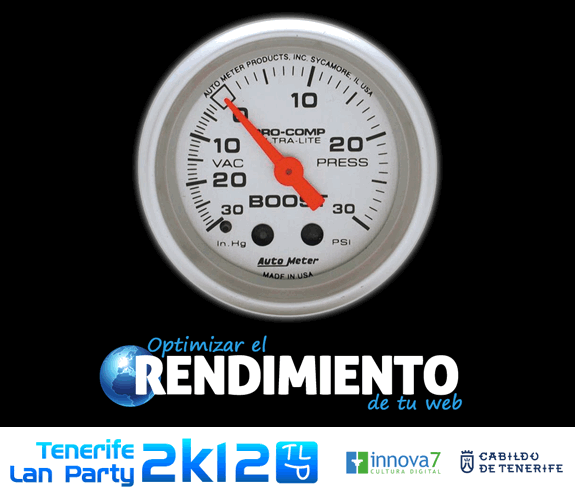 AUTO METER PRODUCTS, INC. SYCAMORE, IL USA
0 10
PRO-COMP
ULTRA-LITE
10 20
VAC PRESS
20
BOOST
30 30
In.Hg PSI
Auto Meter
MADE IN USA
Optimizar el
RENDIMIENTO
de tu web
Tenerife
Lan Party 2k12 TLP
innova7
CULTURA DIGITAL
CABILDO
DE TENERIFE